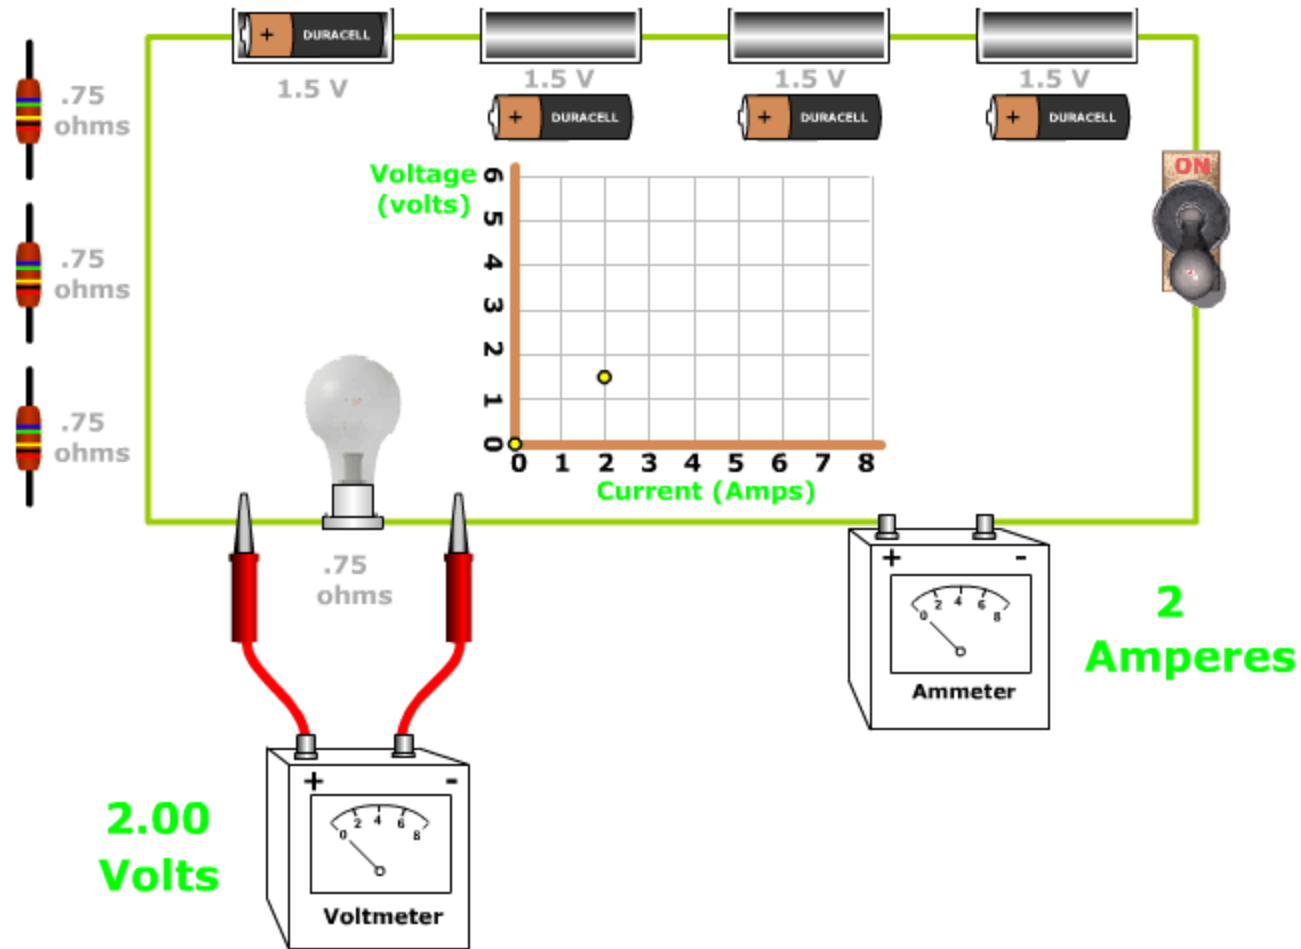 + DURACELL
1.5 V
1.5 V
1.5 V
1.5 V
+ DURACELL
+ DURACELL
+ DURACELL
.75
ohms
.75
ohms
.75
ohms
ON
Voltage
(volts)
6
5
4
3
2
1
0
0 1 2 3 4 5 6 7 8
Current (Amps)
.75
ohms
+ -
0 2 4 6 8
Ammeter
2
Amperes
+ -
0 2 4 6 8
Voltmeter
2.00
Volts